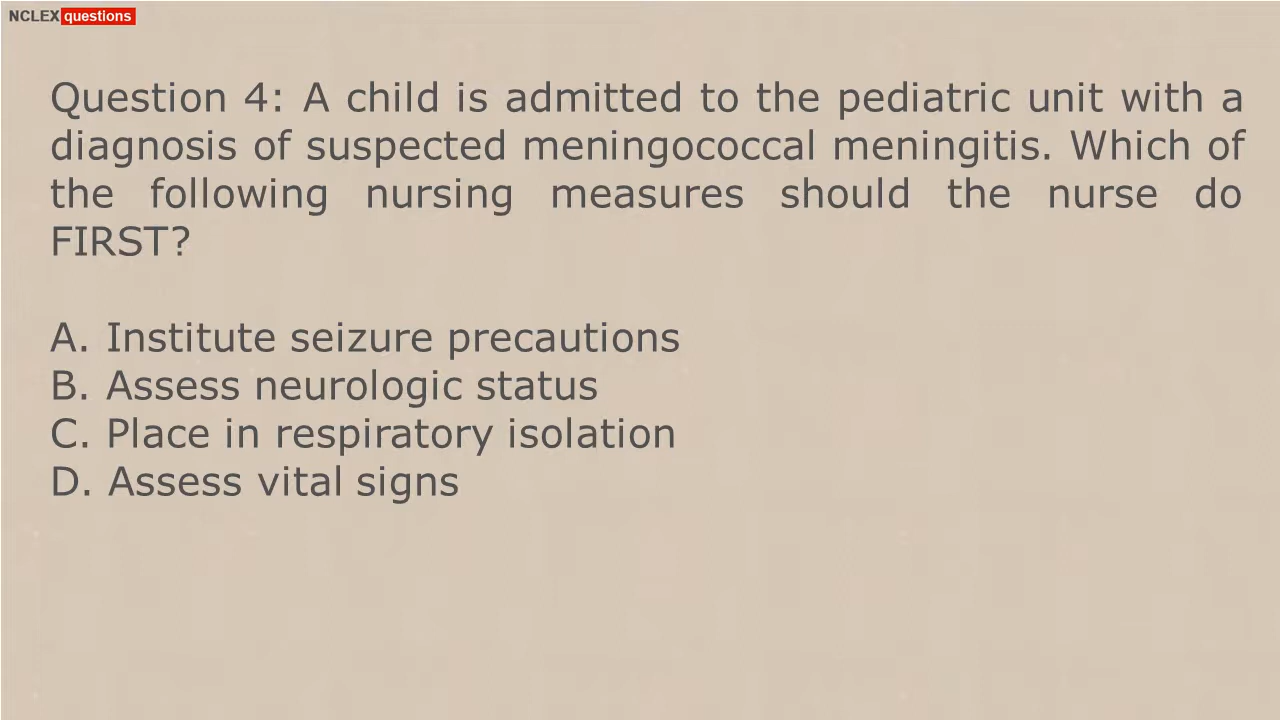 NCLEX questions
Question 4: A child is admitted to the pediatric unit with a
diagnosis of suspected meningococcal meningitis. Which of
the following nursing measures should the nurse do
FIRST?
A. Institute seizure precautions
B. Assess neurologic status
C. Place in respiratory isolation
D. Assess vital signs